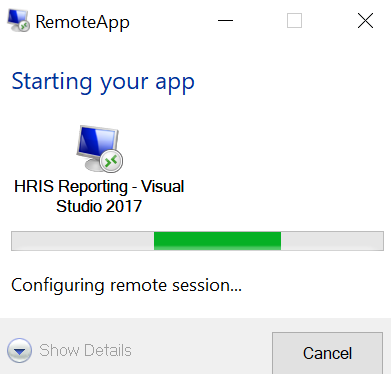 RemoteApp
Starting your app
HRIS Reporting - Visual
Studio 2017
Configuring remote session...
Show Details
Cancel